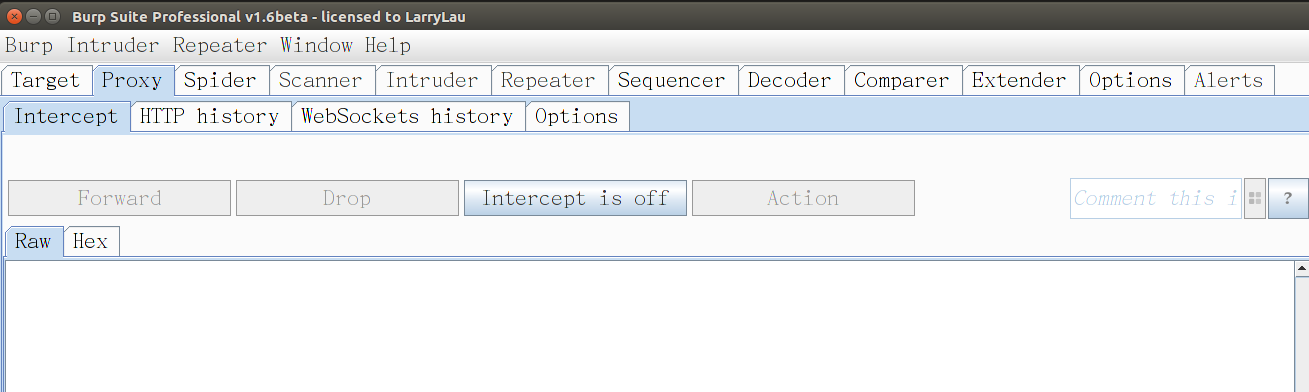 Burp Suite Professional v1.6beta - licensed to LarryLau
Burp Intruder Repeater Window Help
Target Proxy Spider Scanner Intruder Repeater Sequencer Decoder Comparer Extender Options Alerts
Intercept HTTP history WebSockets history Options
Forward Drop Intercept is off Action Comment this i ?
Raw Hex